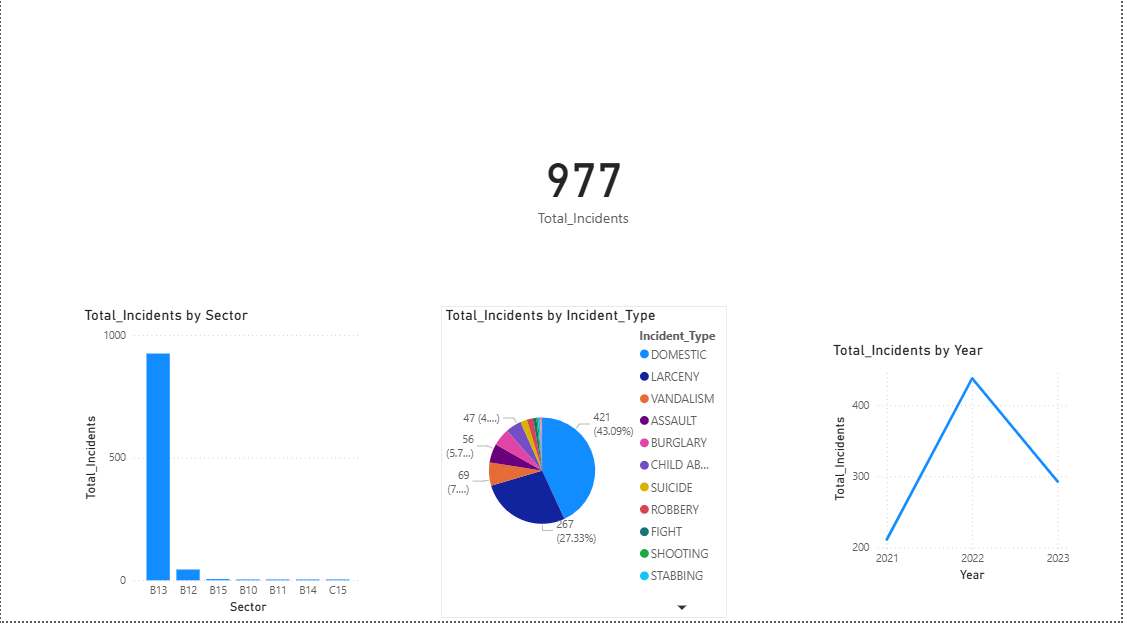 977
Total_Incidents
Total_Incidents by Sector
1000
500
0
Total_Incidents
B13 B12 B15 B10 B11 B14 C15
Sector
Total_Incidents by Incident_Type
Incident_Type
DOMESTIC
LARCENY
VANDALISM
ASSAULT
BURGLARY
CHILD AB...
SUICIDE
ROBBERY
FIGHT
SHOOTING
STABBING
421
(43.09%)
267
(27.33%)
69
(7....)
56
(5.7...)
47 (4....)
Total_Incidents by Year
400
300
200
Total_Incidents
2021 2022 2023
Year